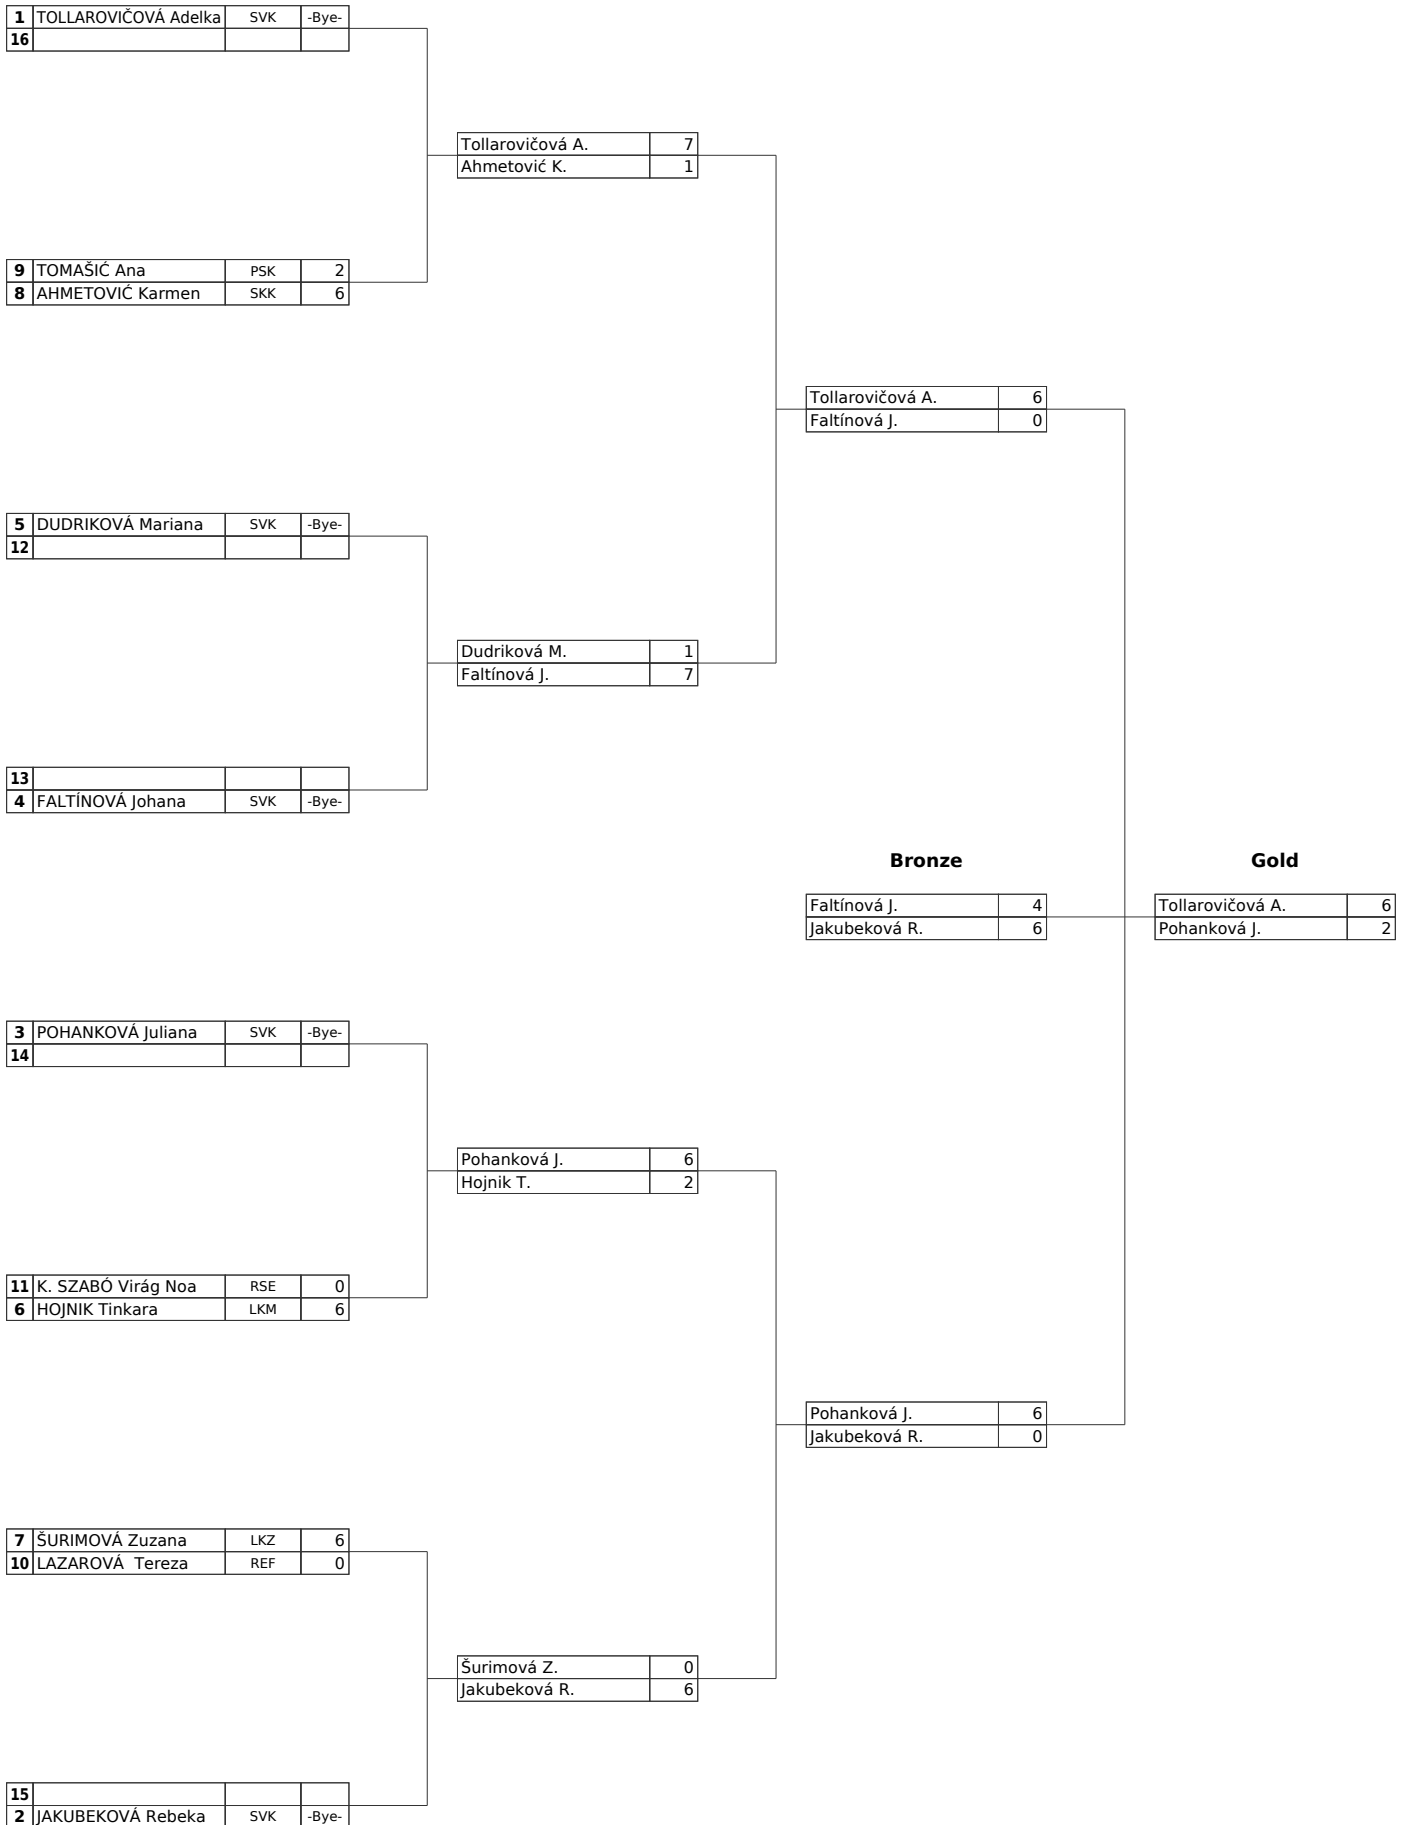 1 TOLLAROVIČOVÁ Adelka SVK -Bye-
16
Tollarovičová A. 7
Ahmetović K. 1
9 TOMAŠIĆ Ana PSK 2
8 AHMETOVIĆ Karmen SKK 6
Tollarovičová A. 6
Faltínová J. 0
5 DUDRIKOVÁ Mariana SVK -Bye-
12
Dudriková M. 1
Faltínová J. 7
13
4 FALTÍNOVÁ Johana SVK -Bye-
Bronze Gold
Faltínová J. 4 Tollarovičová A. 6
Jakubeková R. 6 Pohanková J. 2
3 POHANKOVÁ Juliana SVK -Bye-
14
Pohanková J. 6
Hojnik T. 2
11 K. SZABÓ Virág Noa RSE 0
6 HOJNIK Tinkara LKM 6
Pohanková J. 6
Jakubeková R. 0
7 ŠURIMOVÁ Zuzana LKZ 6
10 LAZAROVÁ Tereza REF 0
Šurimová Z. 0
Jakubeková R. 6
15
2 JAKUBEKOVÁ Rebeka SVK -Bye-